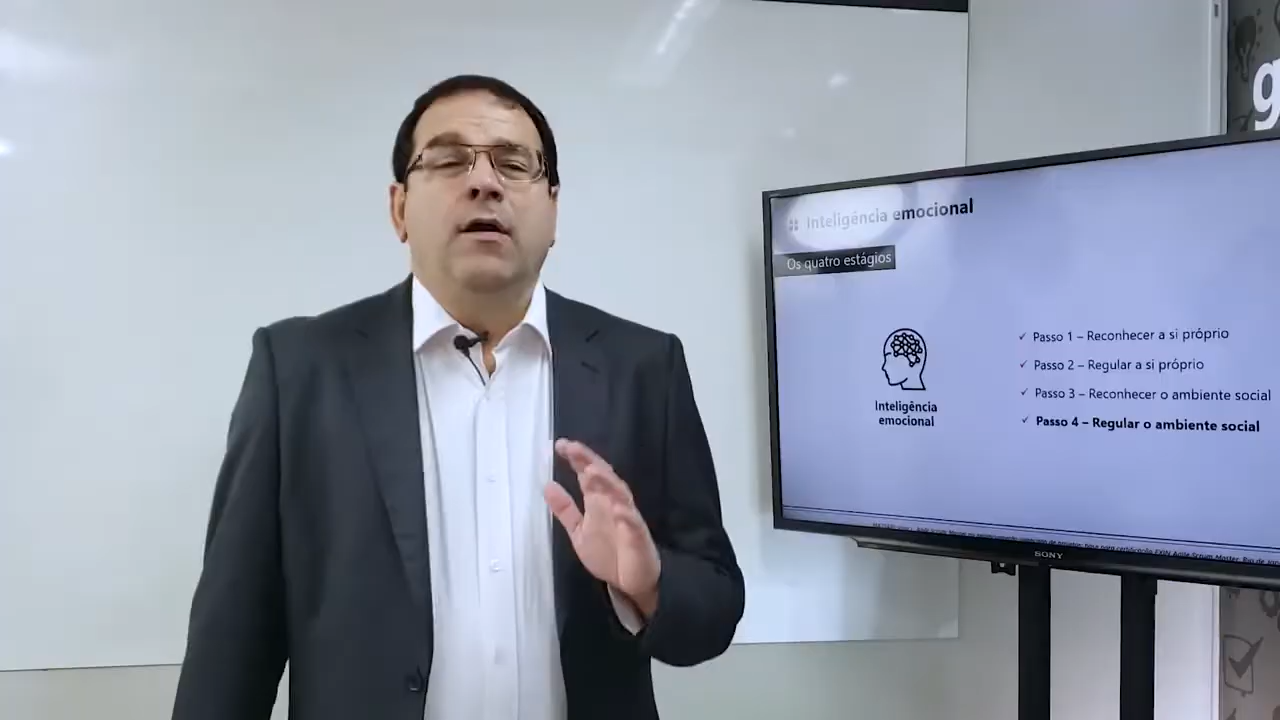 g
Inteligência emocional
Os quatro estágios
✓ Passo 1 – Reconhecer a si próprio
✓ Passo 2 – Regular a si próprio
✓ Passo 3 – Reconhecer o ambiente social
✓ Passo 4 – Regular o ambiente social
Inteligência
emocional
SONY